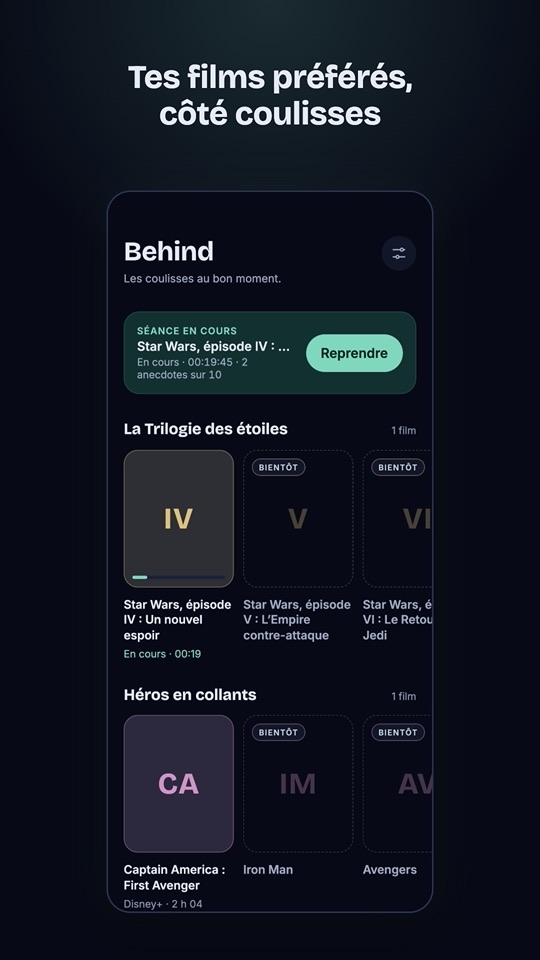 Tes films préférés,
côté coulisses
Behind
Les coulisses au bon moment.
SÉANCE EN COURS
Star Wars, épisode IV : ...
En cours · 00:19:45 · 2
anecdotes sur 10
Reprendre
La Trilogie des étoiles
1 film
IV
BIENTÔT
V
BIENTÔT
VI
Star Wars, épisode
IV : Un nouvel
espoir
En cours · 00:19
Star Wars, épisode
V : L'Empire
contre-attaque
Star Wars, é
VI : Le Retou
Jedi
Héros en collants
1 film
CA
BIENTÔT
IM
BIENTÔT
AV
Captain America :
First Avenger
Disney+ · 2 h 04
Iron Man
Avengers